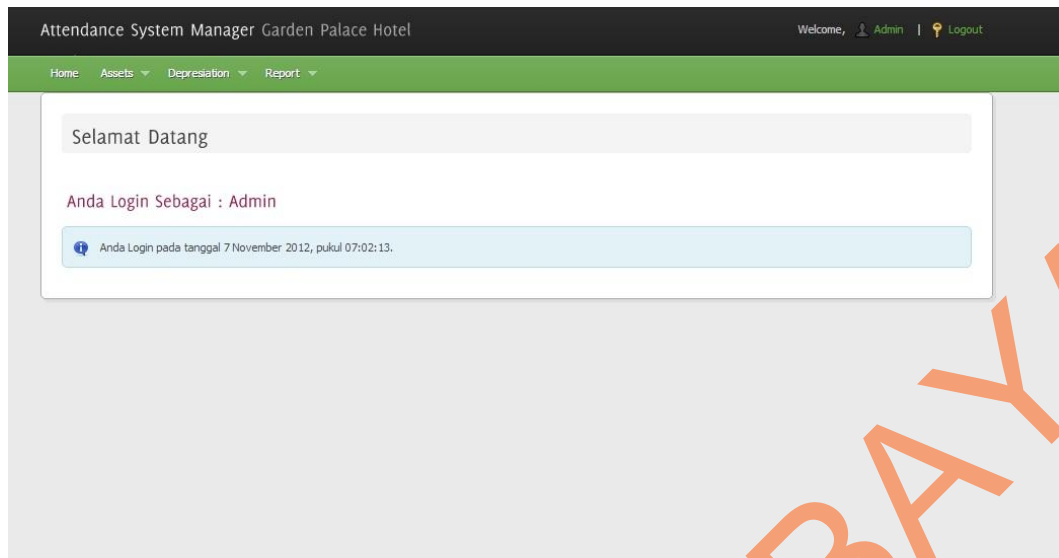 Attendance System Manager Garden Palace Hotel Welcome, Admin | Logout
Home Assets Depresiation Report
Selamat Datang
Anda Login Sebagai : Admin
Anda Login pada tanggal 7 November 2012, pukul 07:02:13.
BAY